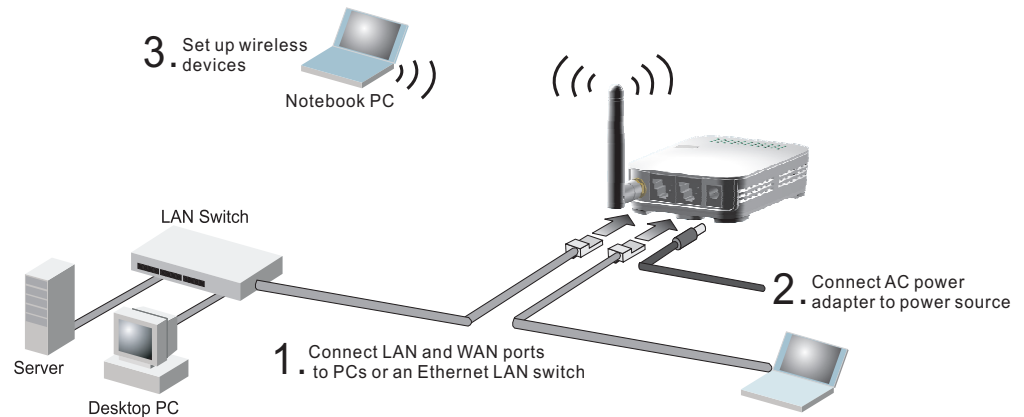 3. Set up wireless
devices
Notebook PC
LAN Switch
2. Connect AC power
adapter to power source
1. Connect LAN and WAN ports
to PCs or an Ethernet LAN switch
Server
Desktop PC